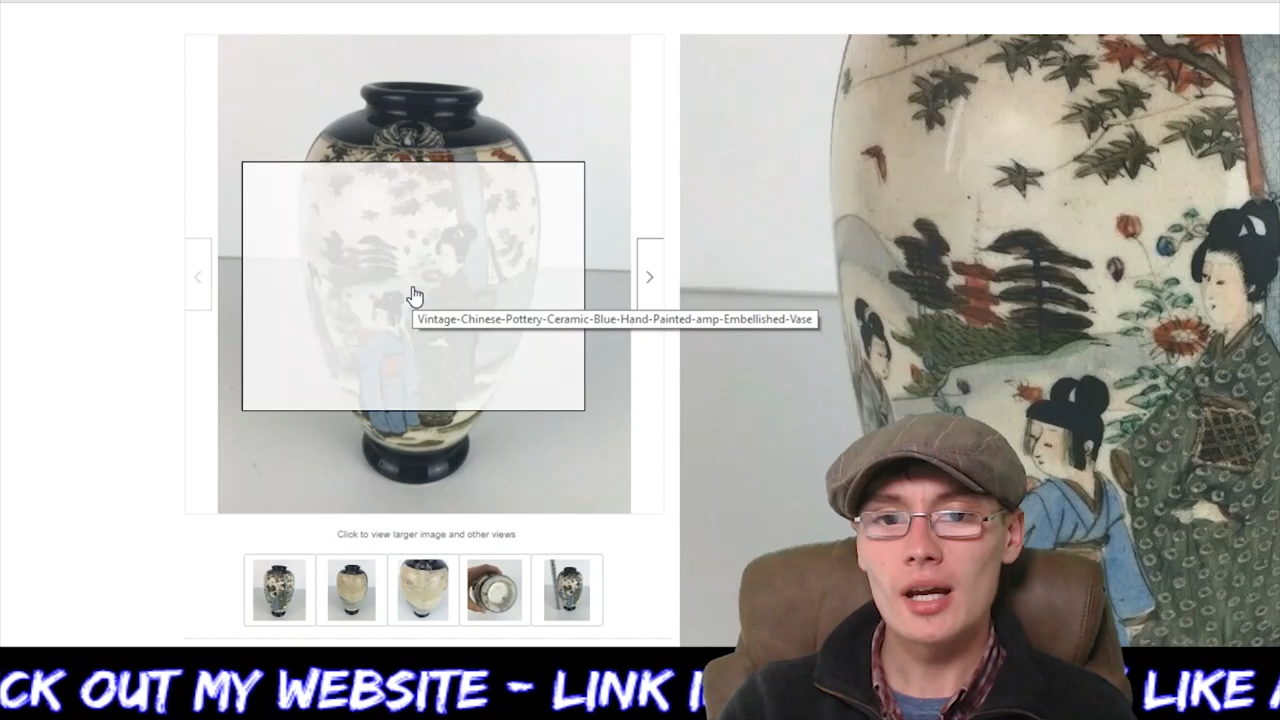 Vintage-Chinese-Pottery-Ceramic-Blue-Hand-Painted-amp-Embellished-Vase
Click to view larger image and other views
CK OUT MY WEBSITE - LINK I
LIKE A